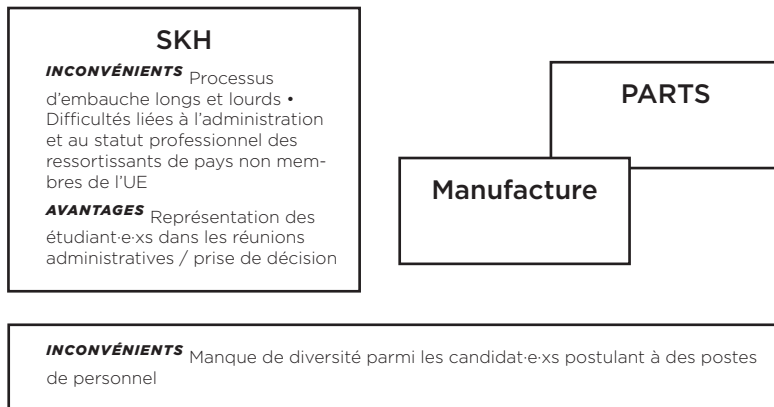 SKH
INCONVÉNIENTS Processus
d'embauche longs et lourds •
Difficultés liées à l'administration
et au statut professionnel des
ressortissants de pays non mem-
bres de l'UE
AVANTAGES Représentation des
étudiant·e·xs dans les réunions
administratives / prise de décision
PARTS
Manufacture
INCONVÉNIENTS Manque de diversité parmi les candidat·e·xs postulant à des postes
de personnel